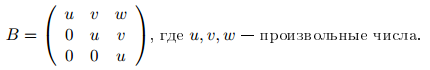 B = ( u v w
0 u v
0 0 u ), где u, v, w — произвольные числа.